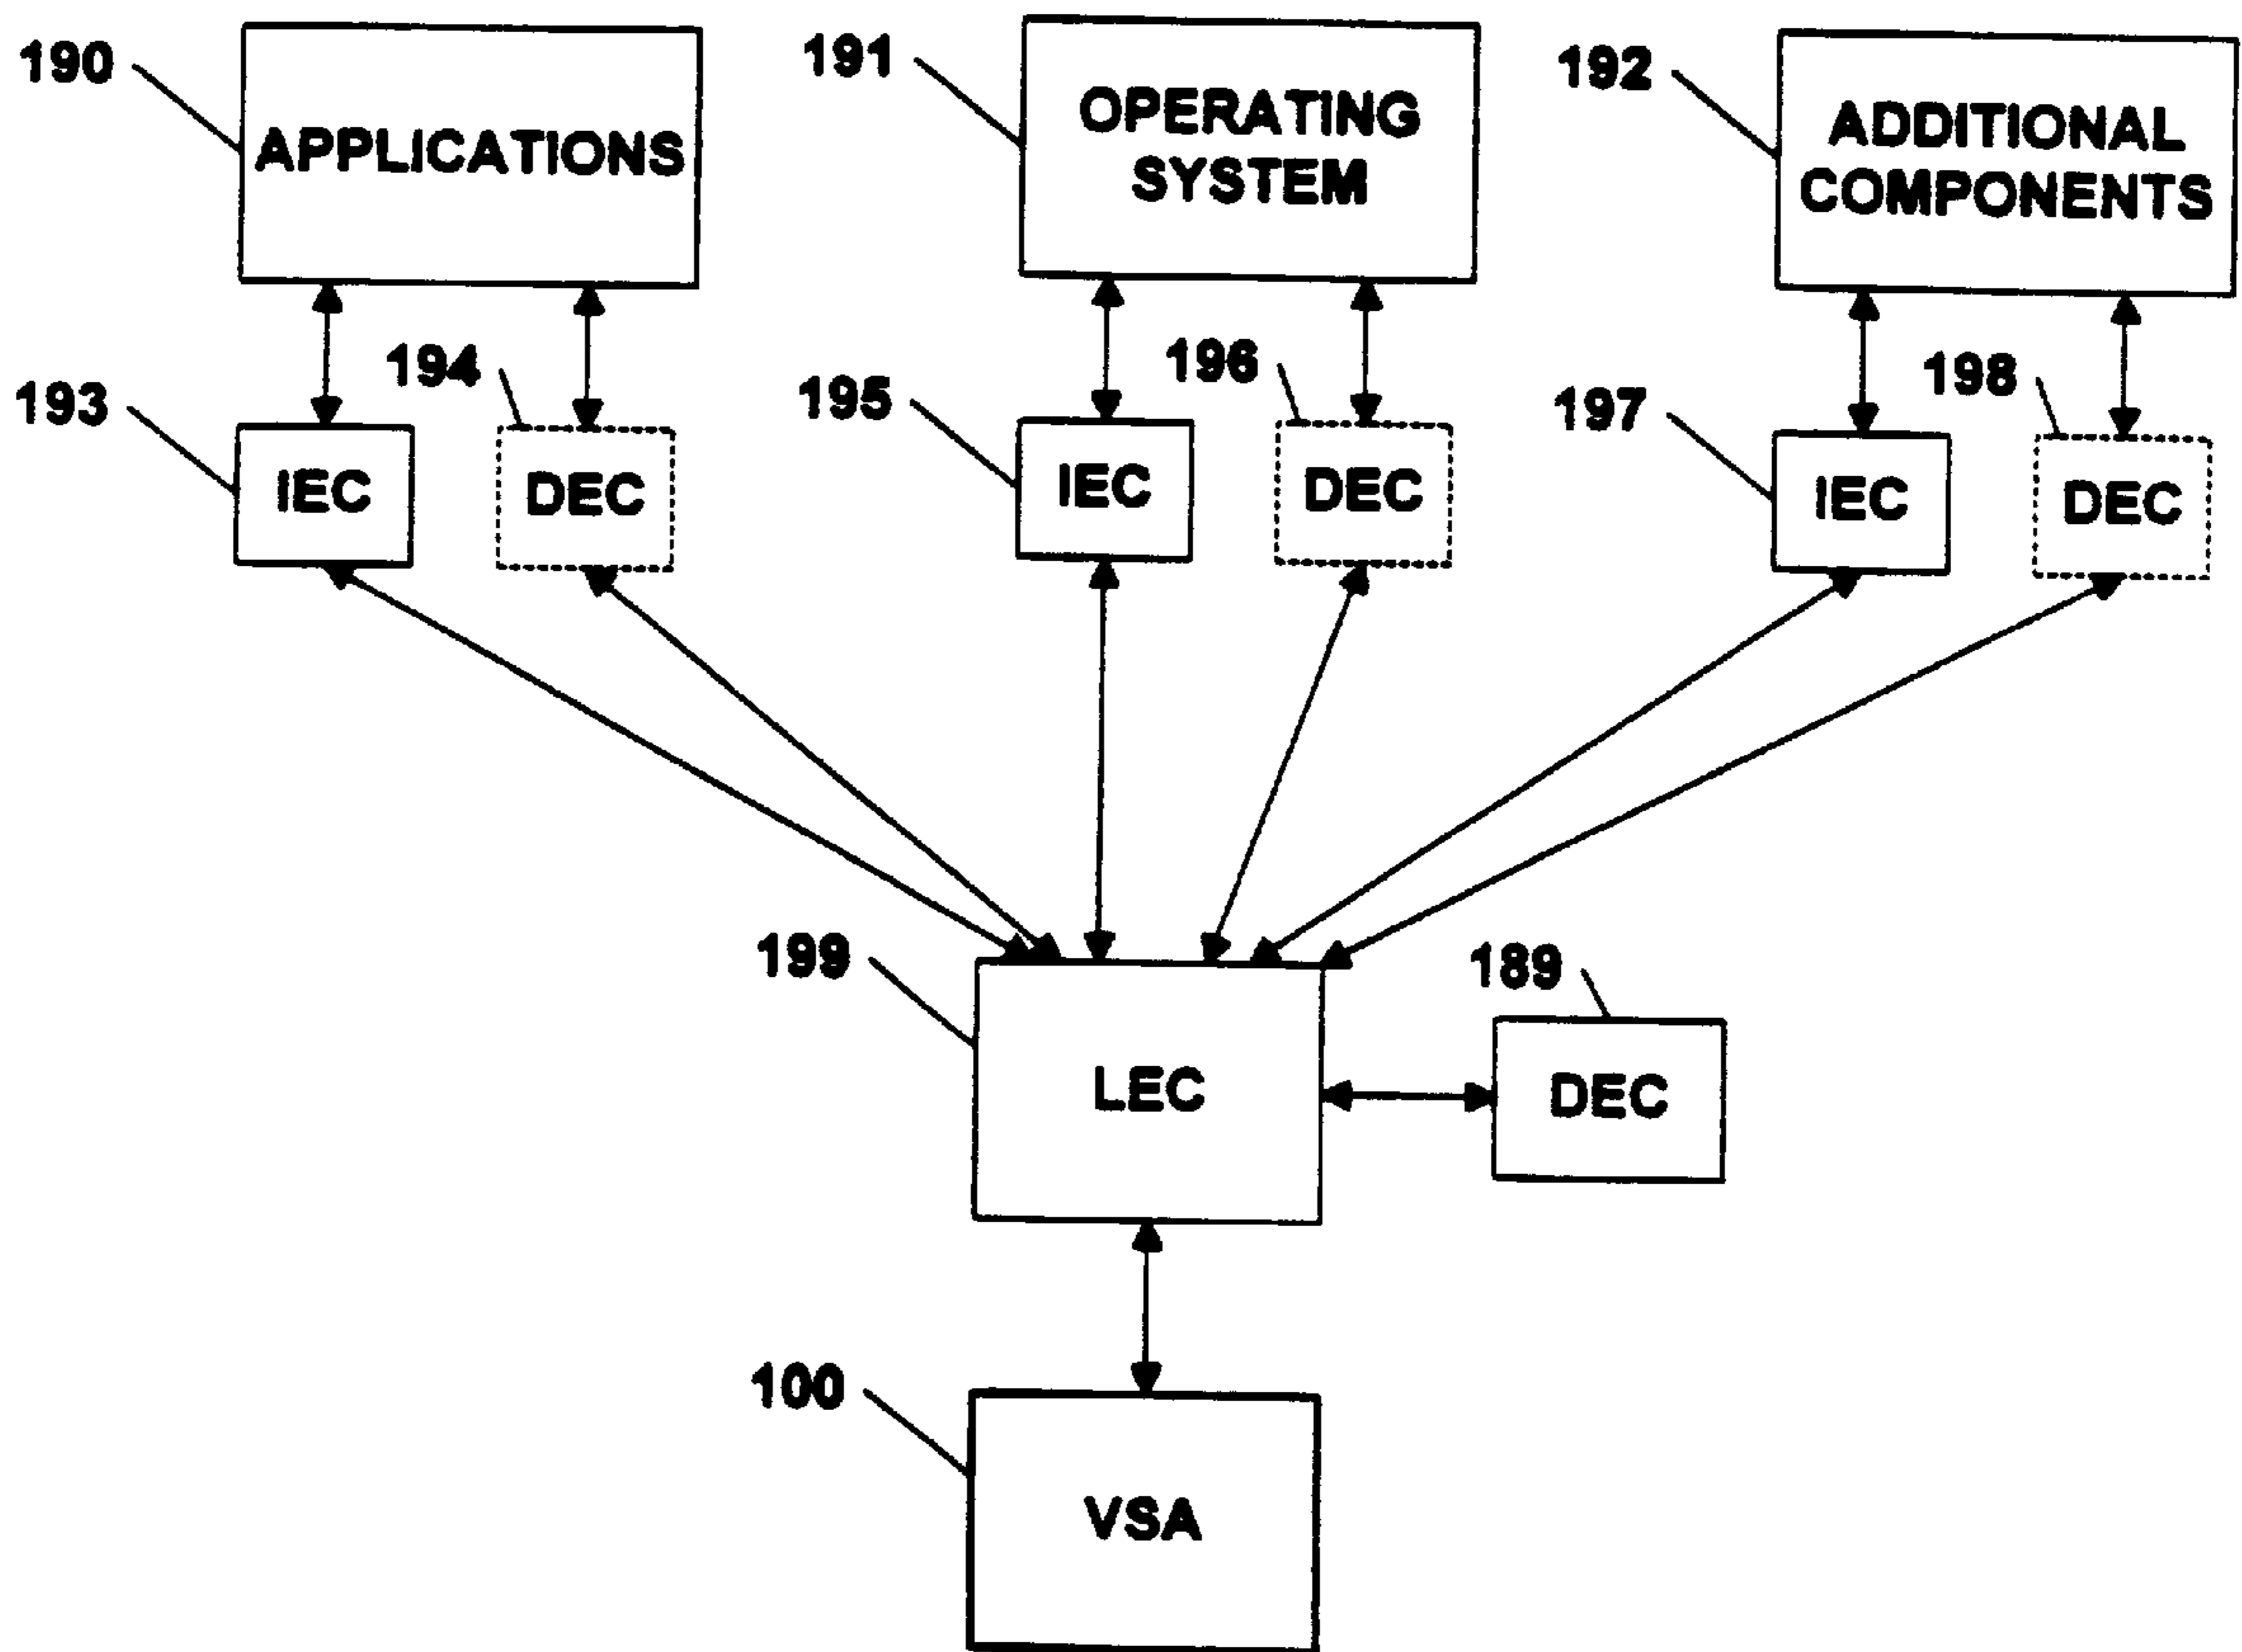 190
APPLICATIONS
191
OPERATING
SYSTEM
192
ADDITIONAL
COMPONENTS
193
IEC
194
DEC
195
IEC
196
DEC
197
IEC
198
DEC
199
LEC
189
DEC
100
VSA